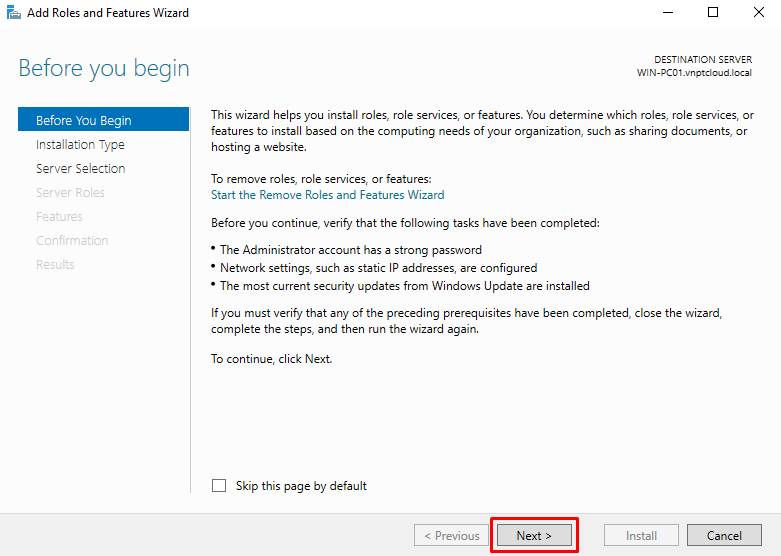 Add Roles and Features Wizard
Before you begin
DESTINATION SERVER
WIN-PC01.vnptcloud.local
Before You Begin
Installation Type
Server Selection
Server Roles
Features
Confirmation
Results
This wizard helps you install roles, role services, or features. You determine which roles, role services, or
features to install based on the computing needs of your organization, such as sharing documents, or
hosting a website.
To remove roles, role services, or features:
Start the Remove Roles and Features Wizard
Before you continue, verify that the following tasks have been completed:
• The Administrator account has a strong password
• Network settings, such as static IP addresses, are configured
• The most current security updates from Windows Update are installed
If you must verify that any of the preceding prerequisites have been completed, close the wizard,
complete the steps, and then run the wizard again.
To continue, click Next.
Skip this page by default
< Previous
Next >
Install
Cancel